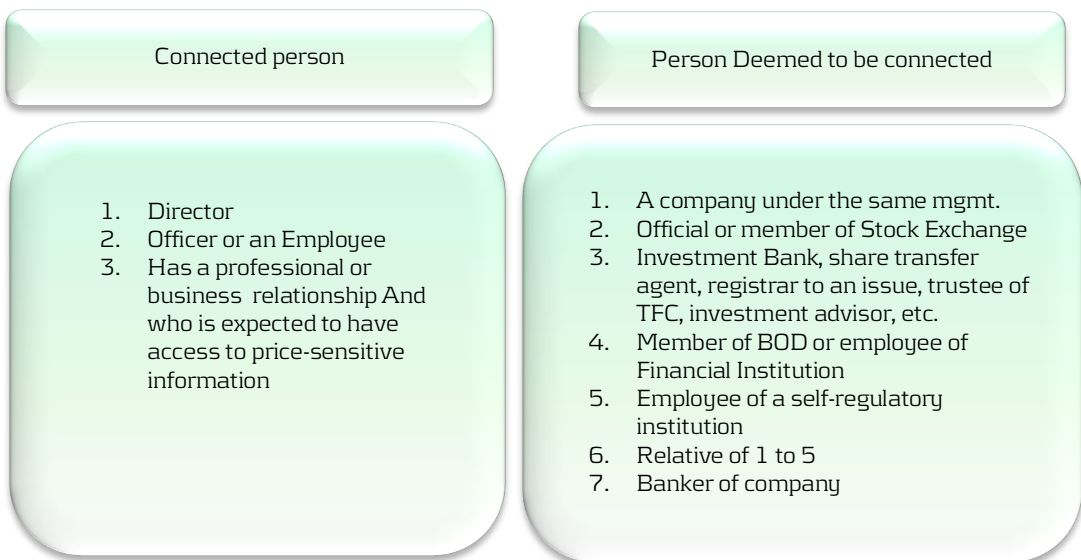 Connected person
1. Director
2. Officer or an Employee
3. Has a professional or
business relationship And
who is expected to have
access to price-sensitive
information
Person Deemed to be connected
1. A company under the same mgmt.
2. Official or member of Stock Exchange
3. Investment Bank, share transfer
agent, registrar to an issue, trustee of
TFC, investment advisor, etc.
4. Member of BOD or employee of
Financial Institution
5. Employee of a self-regulatory
institution
6. Relative of 1 to 5
7. Banker of company